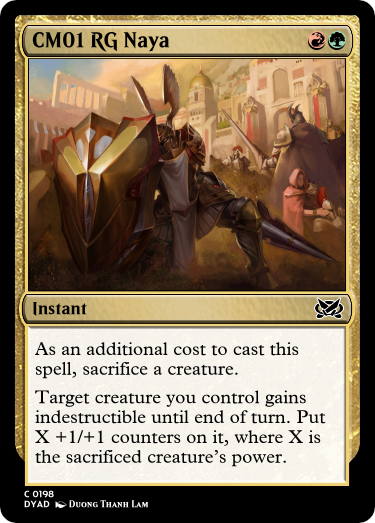 CM01 RG Naya
Instant
As an additional cost to cast this
spell, sacrifice a creature.
Target creature you control gains
indestructible until end of turn. Put
X +1/+1 counters on it, where X is
the sacrificed creature's power.
C 0198
DYAD Duong Thanh Lam